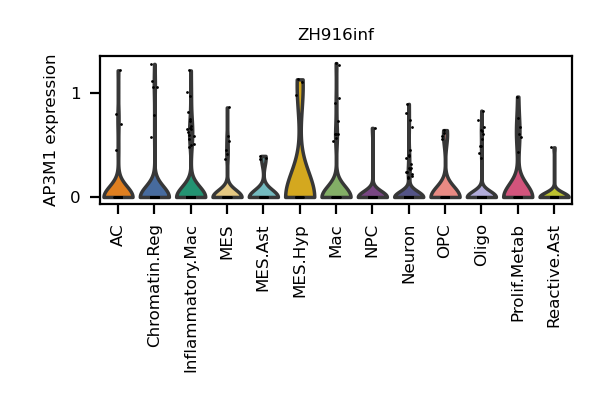 ZH916inf
AP3M1 expression
1
0
AC
Chromatin.Reg
Inflammatory.Mac
MES
MES.Ast
MES.Hyp
Mac
NPC
Neuron
OPC
Oligo
Prolif.Metab
Reactive.Ast